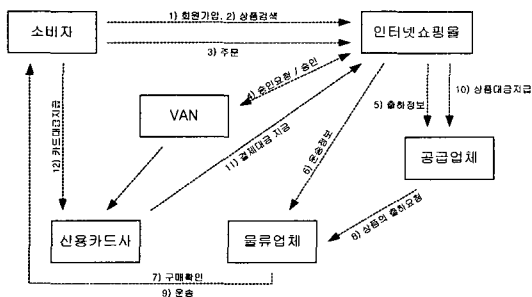 소비자
1) 회원가입, 2) 상품검색
인터넷쇼핑몰
3) 주문
4) 승인요청 / 승인
VAN
5) 출하정보
10) 상품대금지급
12) 카드대금지급
11) 결제대금 지급
6) 운송정보
공급업체
신용카드사
물류업체
8) 상품의 출하요청
7) 구매확인
9) 운송